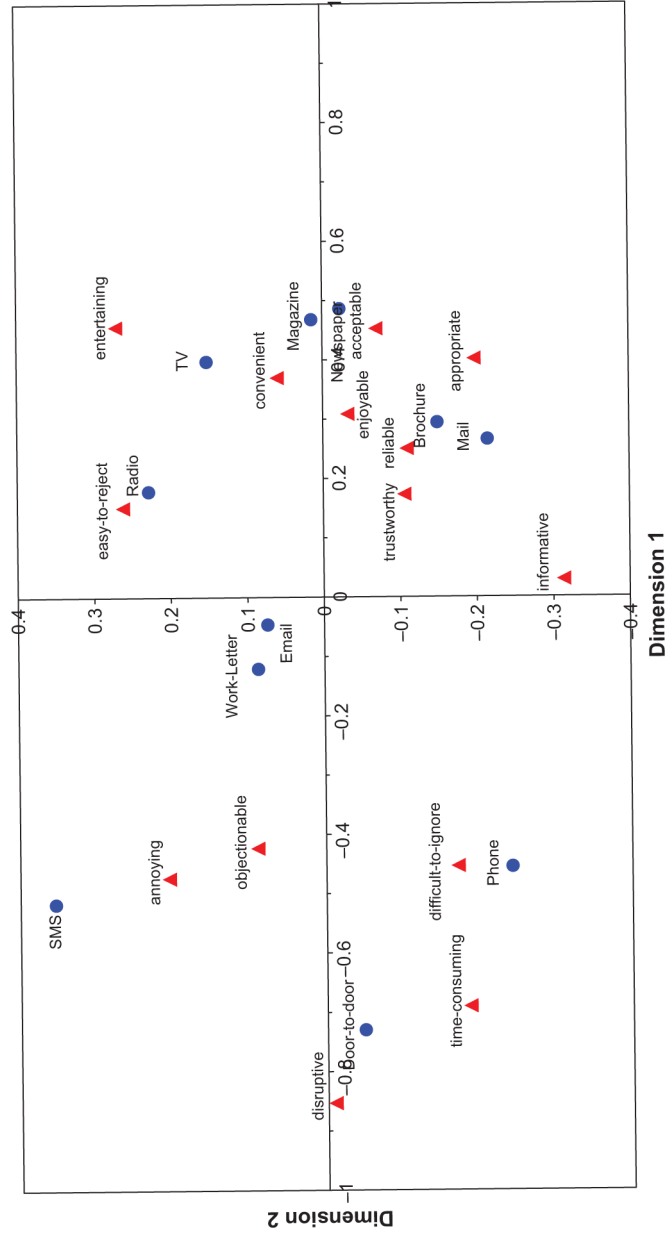 Dimension 2
Dimension 1
0.4
0.3
0.2
0.1
0
–0.1
–0.2
–0.3
–0.4
–1
–0.8
–0.6
–0.4
–0.2
0
0.2
0.4
0.6
0.8
1
SMS
annoying
objectionable
disruptive
Door-to-door
time-consuming
difficult-to-ignore
Phone
Work-Letter
Email
easy-to-reject
Radio
entertaining
TV
convenient
Magazine
Newspaper
acceptable
enjoyable
reliable
trustworthy
Brochure
Mail
appropriate
informative